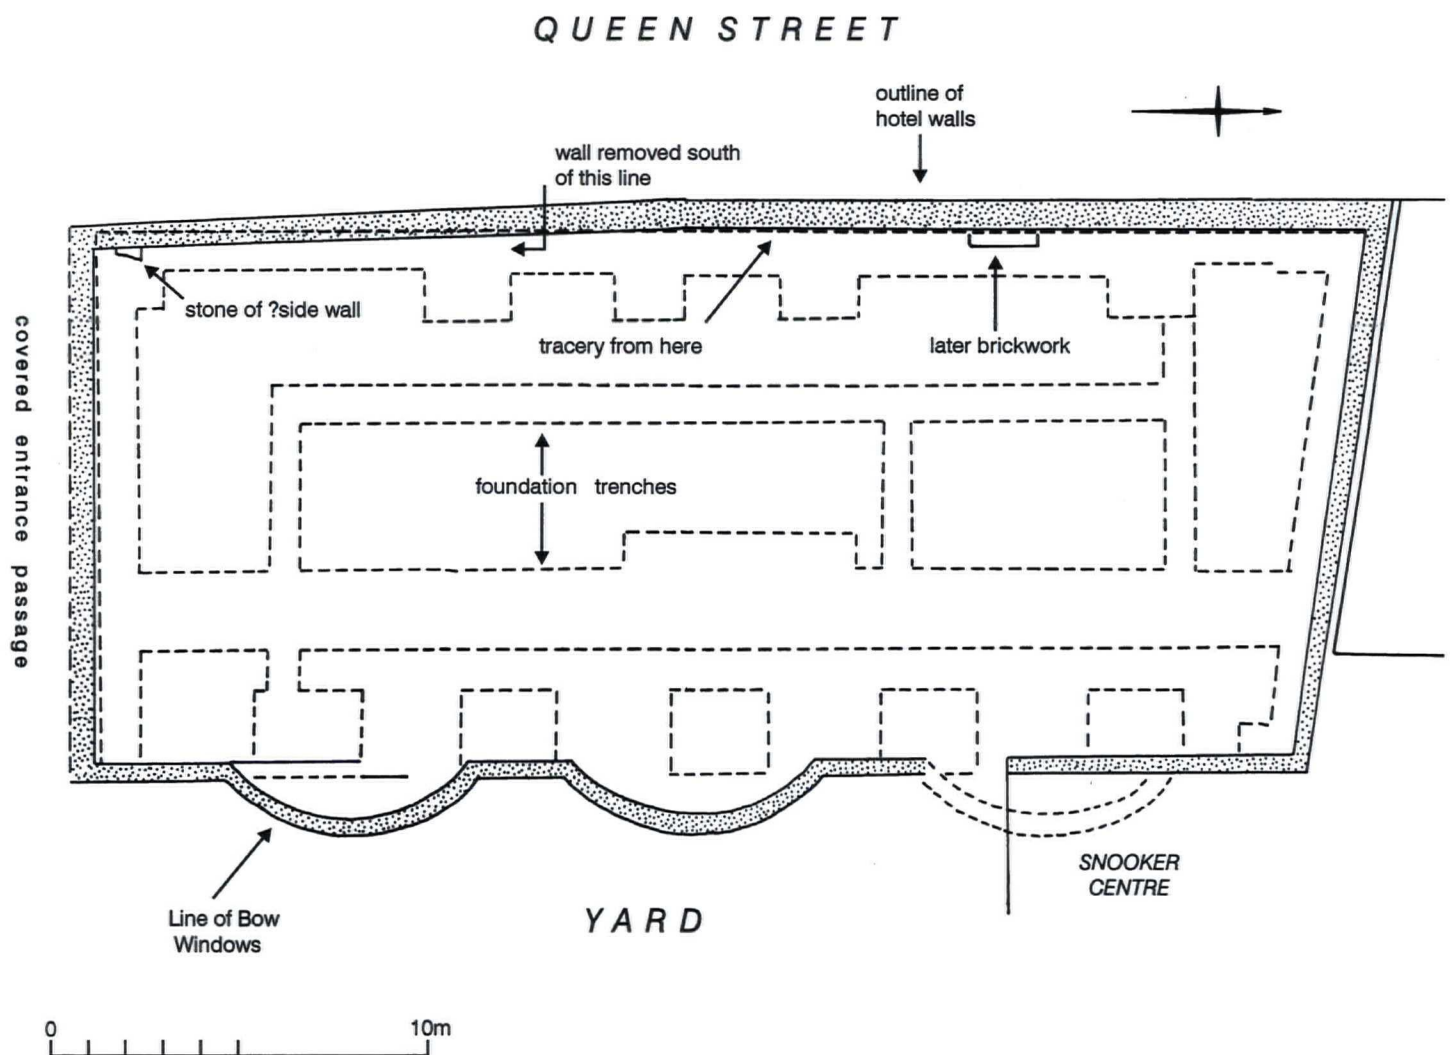 QUEEN STREET
outline of
hotel walls
wall removed south
of this line
stone of ?side wall
tracery from here
later brickwork
covered entrance passage
foundation trenches
SNOOKER
CENTRE
Line of Bow
Windows
YARD
0 10m